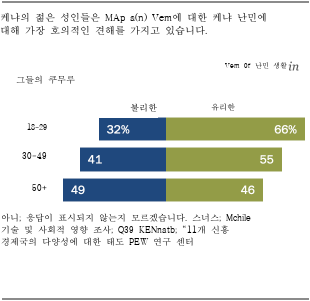 케냐의 젊은 성인들은 MAp a(n) Vem에 대한 케냐 난민에
대해 가장 호의적인 견해를 가지고 있습니다.
Vem Of 난민 생활in
그들의 주무루
불리한 유리한
18-29 32% 66%
30-49 41 55
50+ 49 46
아니; 응답이 표시되지 않는지 모르겠습니다. 스너스; Mchile
기술 및 사회적 영향 조사; Q39 KENnatb; "11개 신흥
경제국의 다양성에 대한 태도 PEW 연구 센터